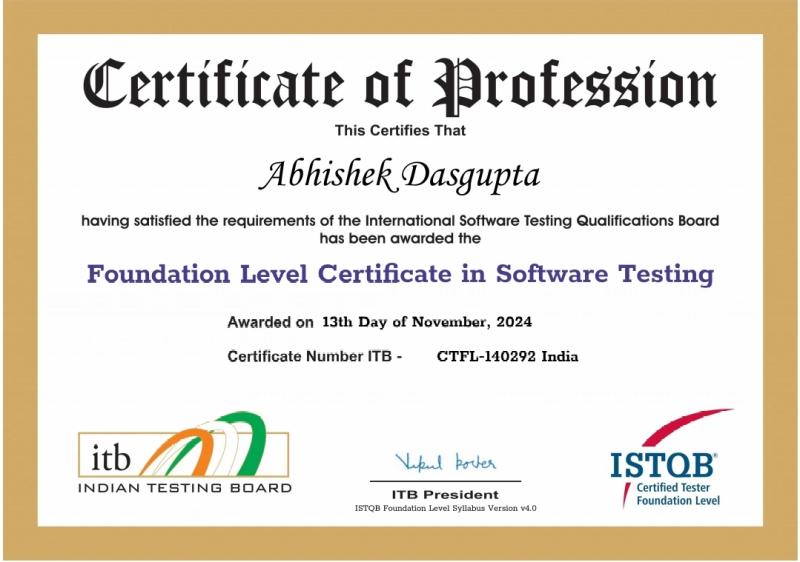 Certificate of Profession
This Certifies That
Abhishek Dasgupta
having satisfied the requirements of the International Software Testing Qualifications Board
has been awarded the
Foundation Level Certificate in Software Testing
Awarded on 13th Day of November, 2024
Certificate Number ITB - CTFL-140292 India
itb
INDIAN TESTING BOARD
ITB President
ISTQB Foundation Level Syllabus Version v4.0
ISTQB®
Certified Tester
Foundation Level